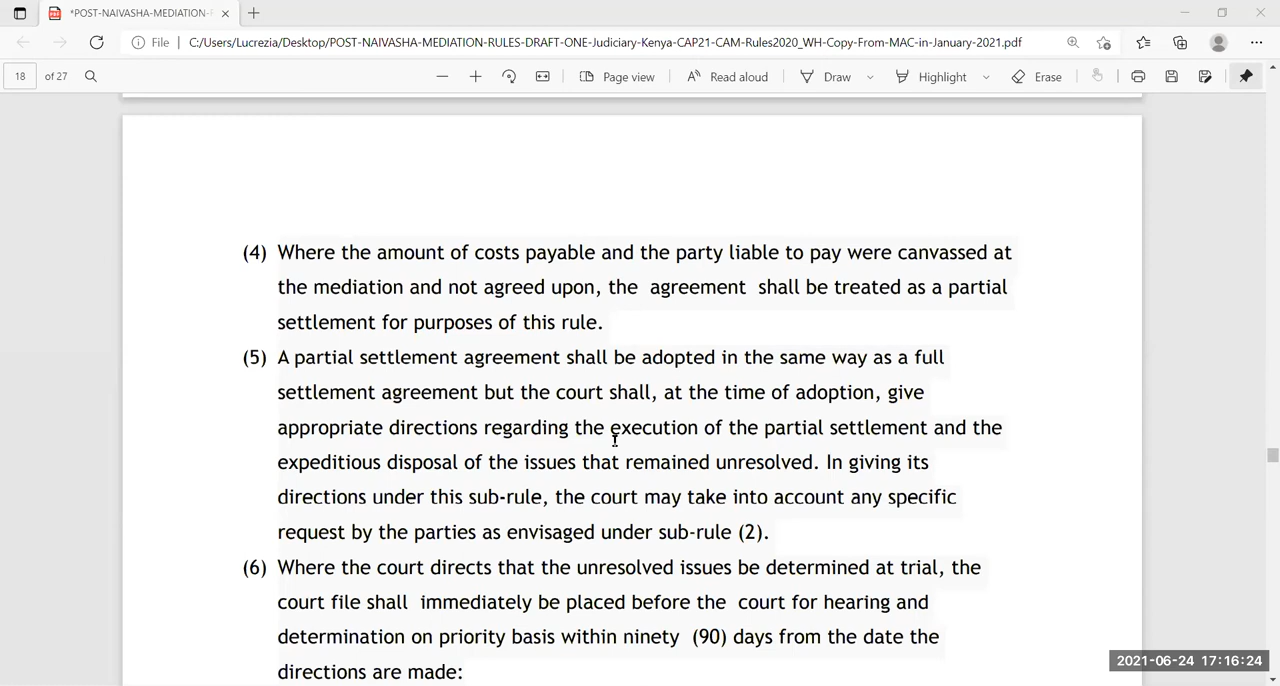 *POST-NAIVASHA-MEDIATION-
File
C:/Users/Lucrezia/Desktop/POST-NAIVASHA-MEDIATION-RULES-DRAFT-ONE-Judiciary-Kenya-CAP21-CAM-Rules2020_WH-Copy-From-MAC-in-January-2021.pdf
18 of 27
Page view
Read aloud
Draw
Highlight
Erase
(4) Where the amount of costs payable and the party liable to pay were canvassed at
the mediation and not agreed upon, the agreement shall be treated as a partial
settlement for purposes of this rule.
(5) A partial settlement agreement shall be adopted in the same way as a full
settlement agreement but the court shall, at the time of adoption, give
appropriate directions regarding the execution of the partial settlement and the
expeditious disposal of the issues that remained unresolved. In giving its
directions under this sub-rule, the court may take into account any specific
request by the parties as envisaged under sub-rule (2).
(6) Where the court directs that the unresolved issues be determined at trial, the
court file shall immediately be placed before the court for hearing and
determination on priority basis within ninety (90) days from the date the
directions are made:
2021-06-24 17:16:24